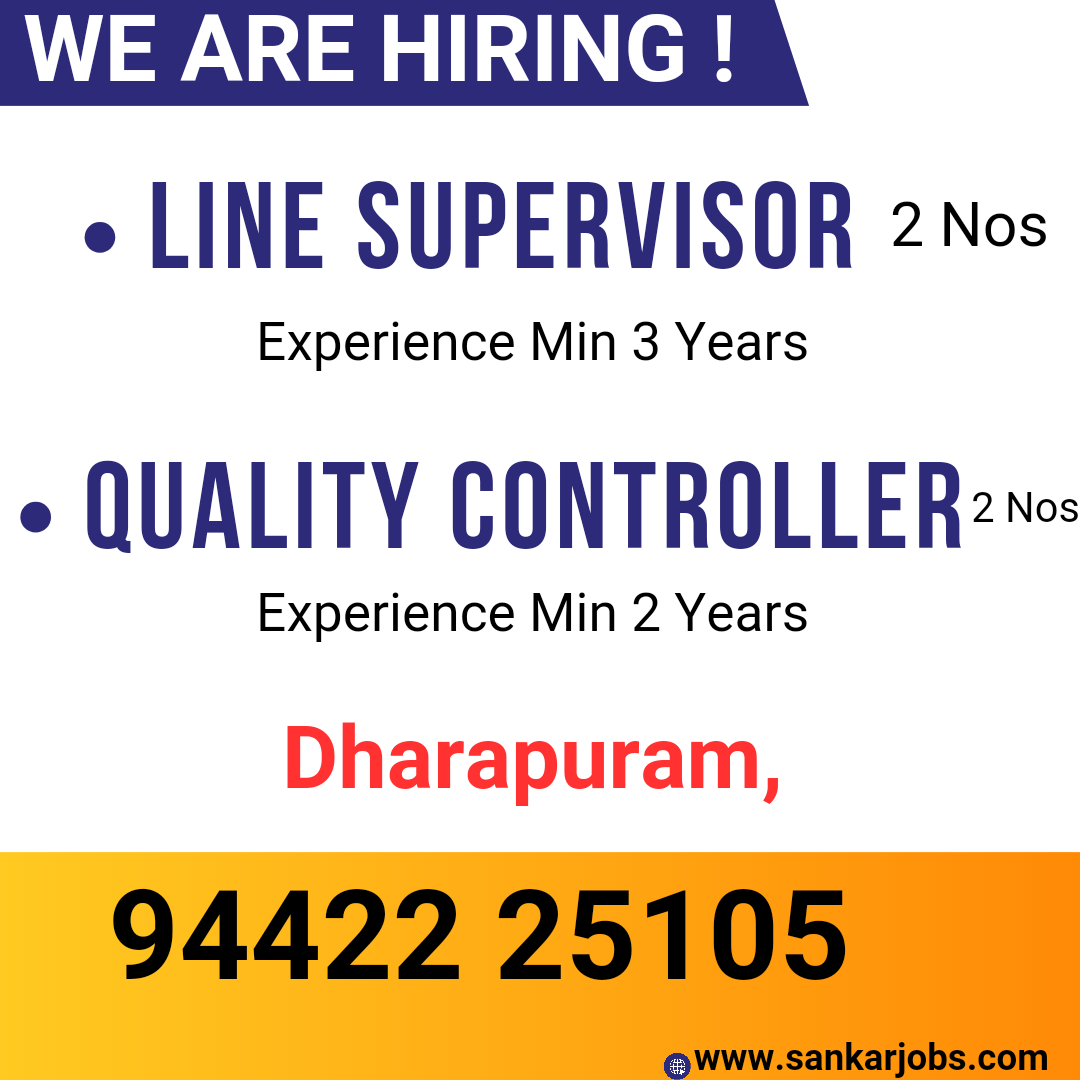 WE ARE HIRING !
• LINE SUPERVISOR 2 Nos
Experience Min 3 Years
• QUALITY CONTROLLER 2 Nos
Experience Min 2 Years
Dharapuram,
94422 25105
www.sankarjobs.com